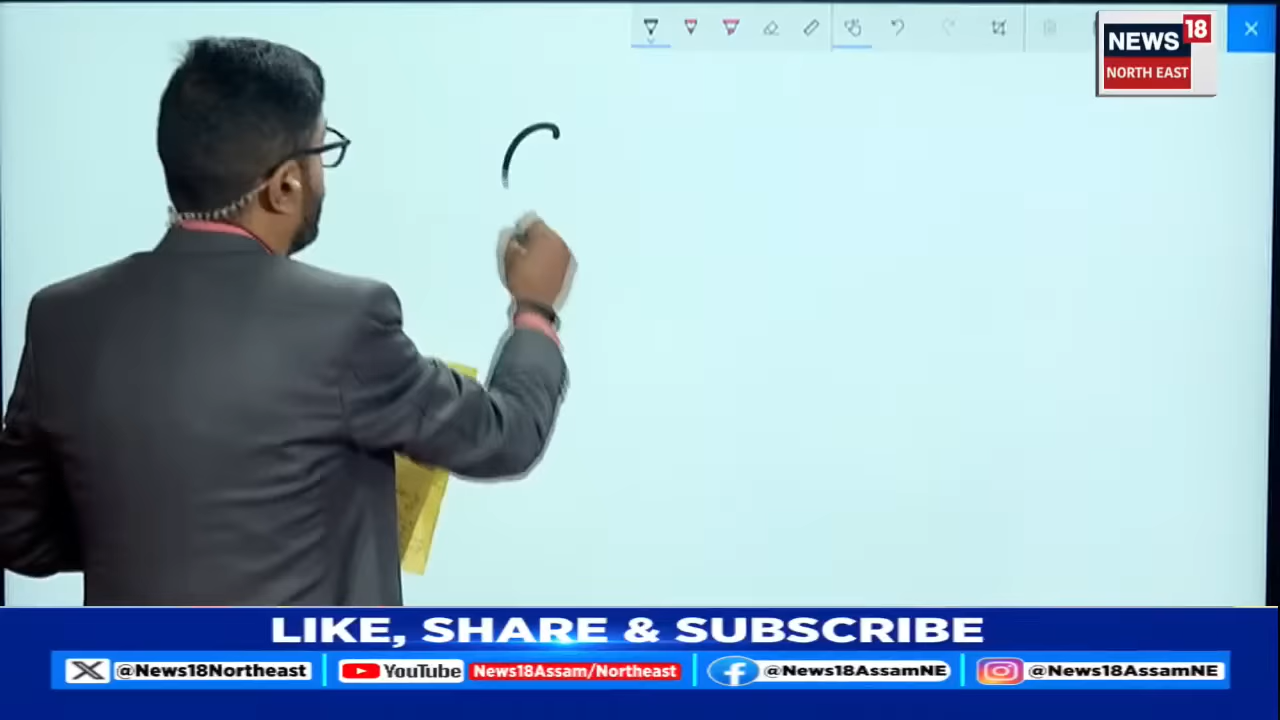 NEWS 18
NORTH EAST
LIKE, SHARE & SUBSCRIBE
@News18Northeast YouTube News18Assam/Northeast @News18AssamNE @News18AssamNE